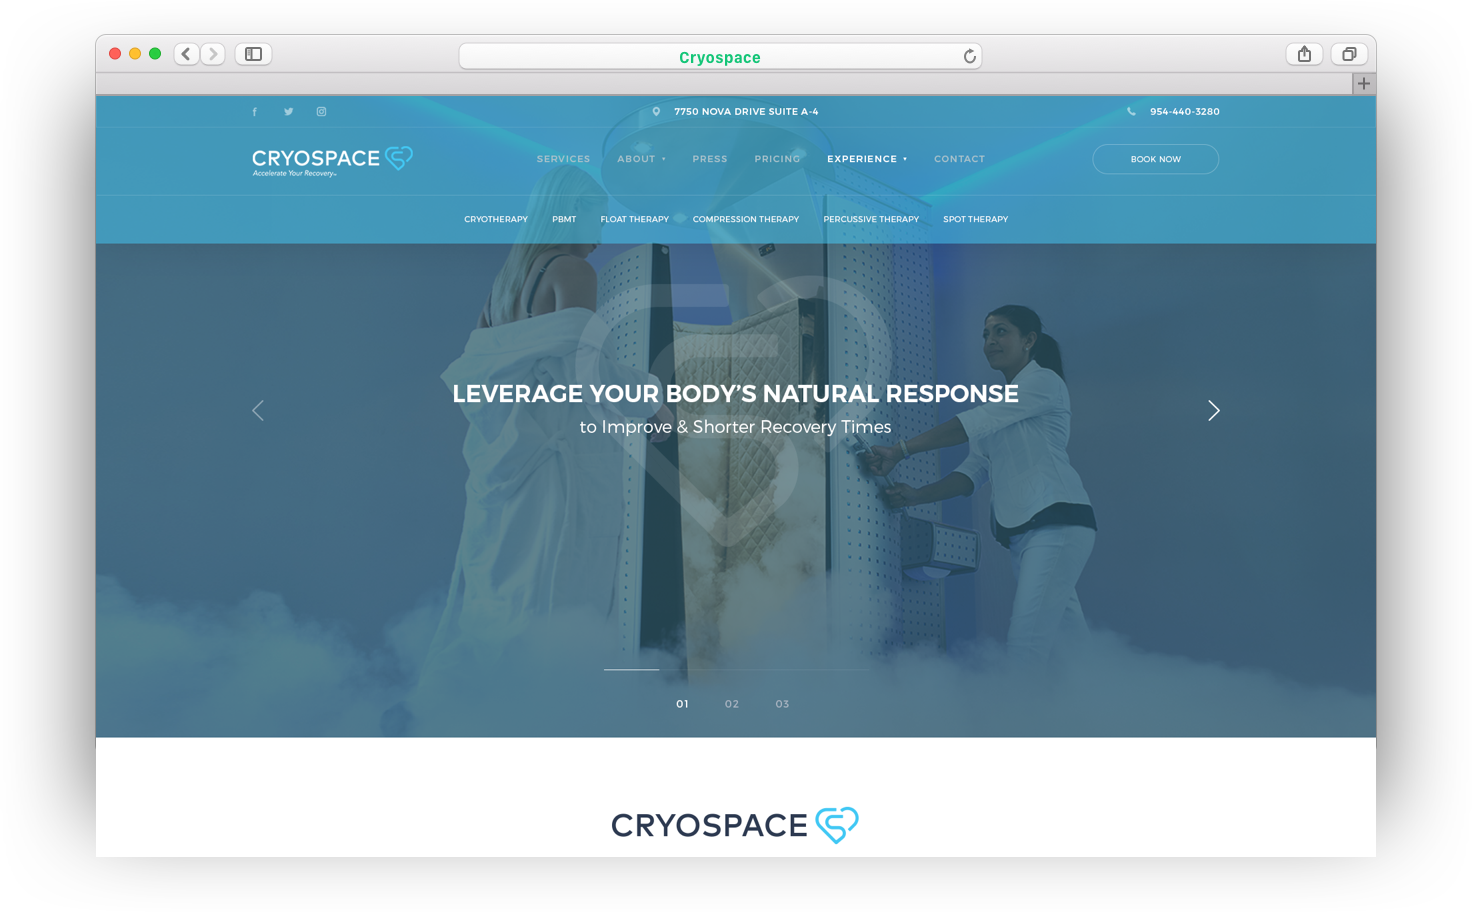 Cryospace
7750 NOVA DRIVE SUITE A-4
954-440-3280
CRYOSPACE
Accelerate Your Recovery™
SERVICES ABOUT PRESS PRICING EXPERIENCE CONTACT
BOOK NOW
CRYOTHERAPY PBMT FLOAT THERAPY COMPRESSION THERAPY PERCUSSIVE THERAPY SPOT THERAPY
LEVERAGE YOUR BODY’S NATURAL RESPONSE
to Improve & Shorter Recovery Times
01 02 03
CRYOSPACE